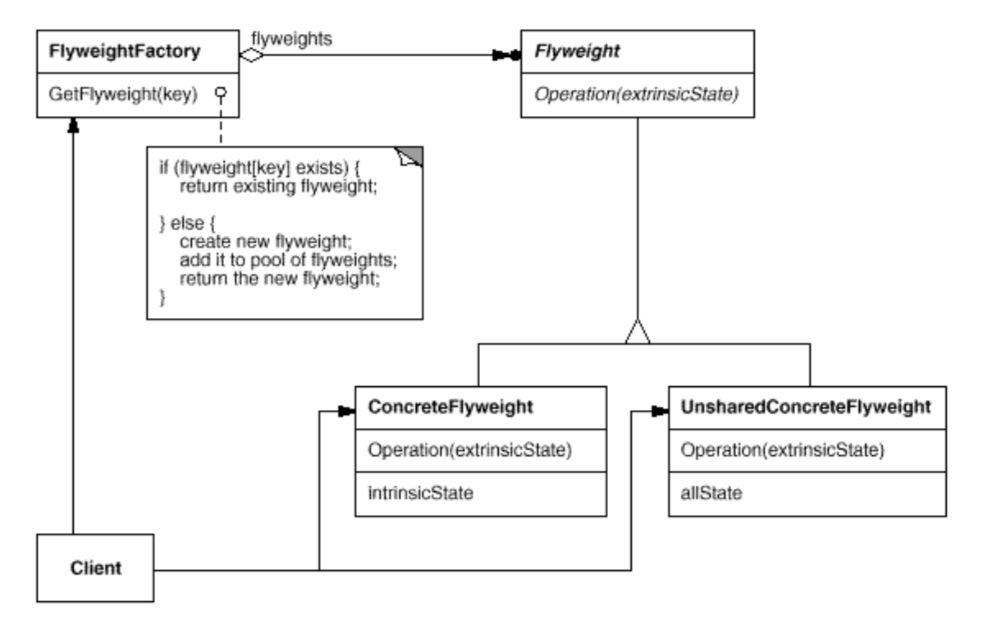 flyweights
FlyweightFactory
GetFlyweight(key)
Flyweight
Operation(extrinsicState)
if (flyweight[key] exists) {
return existing flyweight;
} else {
create new flyweight;
add it to pool of flyweights;
return the new flyweight;
}
ConcreteFlyweight
Operation(extrinsicState)
intrinsicState
UnsharedConcreteFlyweight
Operation(extrinsicState)
allState
Client